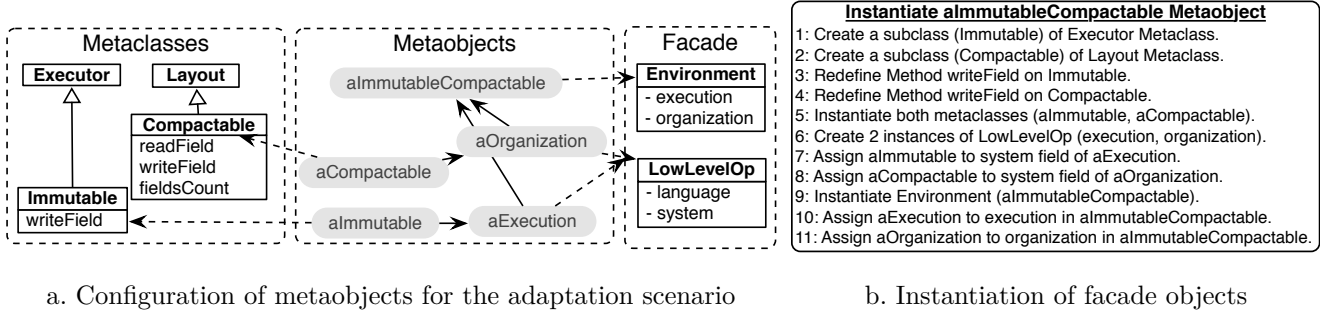 Metaclasses
Executor
Layout
Compactable
readField
writeField
fieldsCount
Immutable
writeField
Metaobjects
aImmutableCompactable
aOrganization
aCompactable
aImmutable
aExecution
Facade
Environment
- execution
- organization
LowLevelOp
- language
- system
a. Configuration of metaobjects for the adaptation scenario
Instantiate aImmutableCompactable Metaobject
1: Create a subclass (Immutable) of Executor Metaclass.
2: Create a subclass (Compactable) of Layout Metaclass.
3: Redefine Method writeField on Immutable.
4: Redefine Method writeField on Compactable.
5: Instantiate both metaclasses (aImmutable, aCompactable).
6: Create 2 instances of LowLevelOp (execution, organization).
7: Assign aImmutable to system field of aExecution.
8: Assign aCompactable to system field of aOrganization.
9: Instantiate Environment (aImmutableCompactable).
10: Assign aExecution to execution in aImmutableCompactable.
11: Assign aOrganization to organization in aImmutableCompactable.
b. Instantiation of facade objects